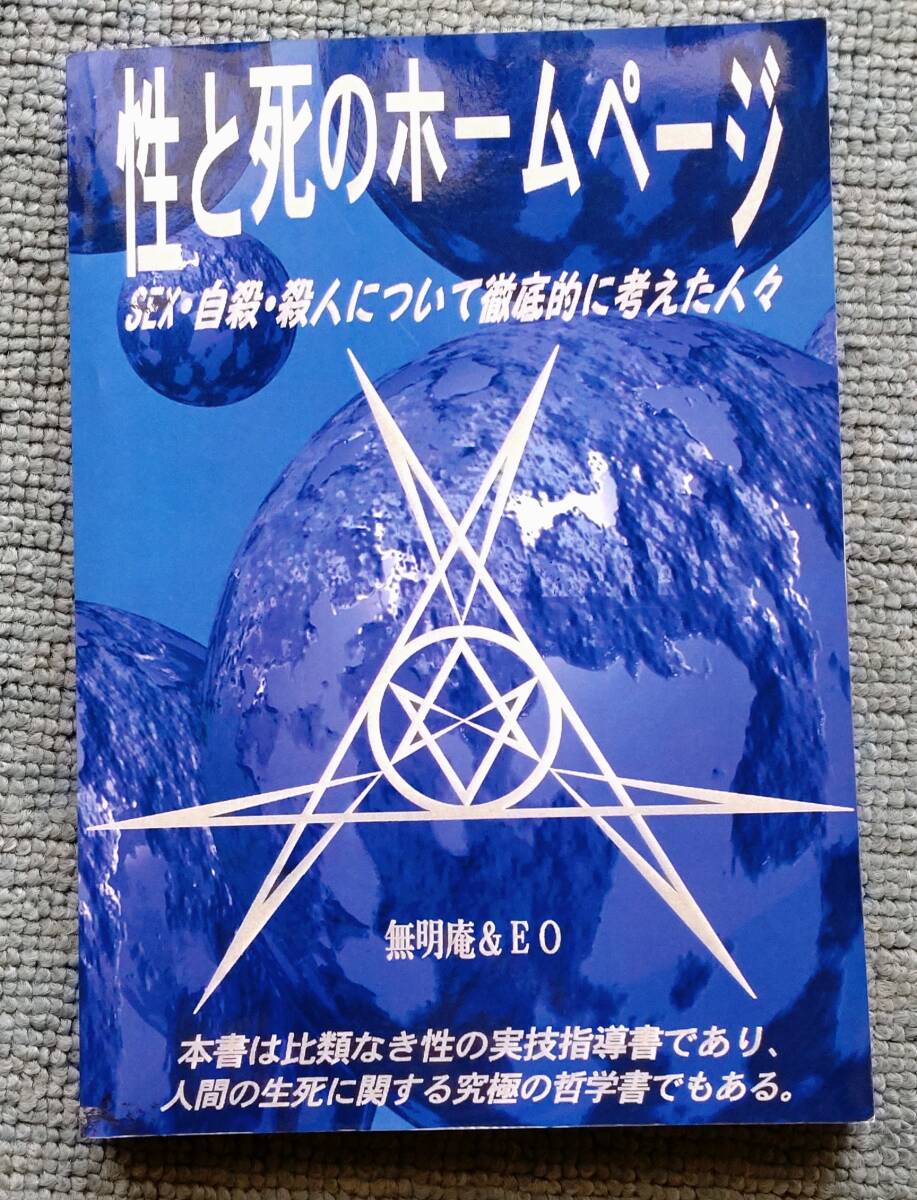 性と死のホームページ
SEX・自殺・殺人について徹底的に考えた人々
無明庵&EO
本書は比類なき性の実技指導書であり、
人間の生死に関する究極の哲学書でもある。